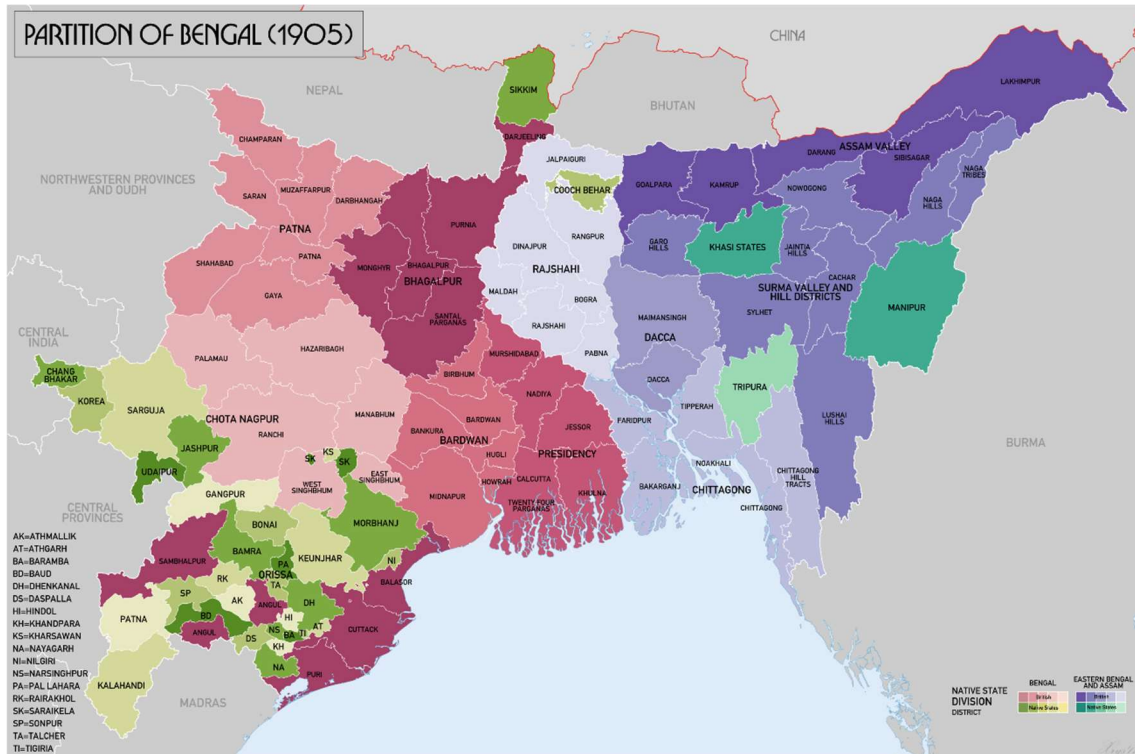 PARTITION OF BENGAL (1905)
CHINA
NEPAL
BHUTAN
SIKKIM
LAKHIMPUR
DARJEELING
CHAMPARAN
JALPAIGURI
DARANG
ASSAM VALLEY
SIBISAGAR
NORTHWESTERN PROVINCES
AND OUDH
SARAN
MUZAFFARPUR
DARBHANGAH
COOCH BEHAR
GOALPARA
KAMRUP
NOWOGONG
NAGA
TRIBES
NAGA
HILLS
PATNA
PURNIA
SHAHABAD
PATNA
MONGHYR
BHAGALPUR
BHAGALPUR
DINAJPUR
RANGPUR
RAJSHAHI
GARO
HILLS
KHASI STATES
JAINTIA
HILLS
CACHAR
GAYA
MALDAH
BOGRA
SURMA VALLEY AND
HILL DISTRICTS
MANIPUR
SANTAL
PARGANAS
RAJSHAHI
MAIMANSINGH
SYLHET
CENTRAL
INDIA
HAZARIBAGH
PALAMAU
MURSHIDABAD
PABNA
DACCA
CHANG
BHAKAR
KOREA
BIRBHUM
DACCA
TRIPURA
SARGUJA
NADIYA
CHOTA NAGPUR
MANABHUM
BARDWAN
FARIDPUR
TIPPERAH
LUSHAI
HILLS
RANCHI
BANKURA
BARDWAN
JESSOR
BURMA
JASHPUR
KS
SK
SK
HUGLI
PRESIDENCY
NOAKHALI
UDAIPUR
WEST
SINGHBHUM
EAST
SINGHBHUM
HOWRAH
CALCUTTA
BAKARGANJ
CHITTAGONG
CHITTAGONG
HILL
TRACTS
GANGPUR
MIDNAPUR
TWENTY FOUR
PARGANAS
KHULNA
CHITTAGONG
CENTRAL
PROVINCES
BONAI
MORBHANJ
AK=ATHMALLIK
AT=ATHGARH
BA=BARAMBA
BD=BAUD
DH=DHENKANAL
DS=DASPALLA
HI=HINDOL
KH=KHANDPARA
KS=KHARSAWAN
NA=NAYAGARH
NI=NILGIRI
NS=NARSINGHPUR
PA=PAL LAHARA
RK=RAIRAKHOL
SK=SARAIKELA
SP=SONPUR
TA=TALCHER
TI=TIGIRIA
SAMBHALPUR
BAMRA
KEUNJHAR
NI
PA
ORISSA
RK
TA
BALASOR
SP
AK
ANGUL
DH
PATNA
BD
HI
AT
ANGUL
NS
BA
TI
CUTTACK
DS
KH
KALAHANDI
NA
PURI
MADRAS
NATIVE STATE
DIVISION
DISTRICT
BENGAL
British
Native States
EASTERN BENGAL
AND ASSAM
British
Native States